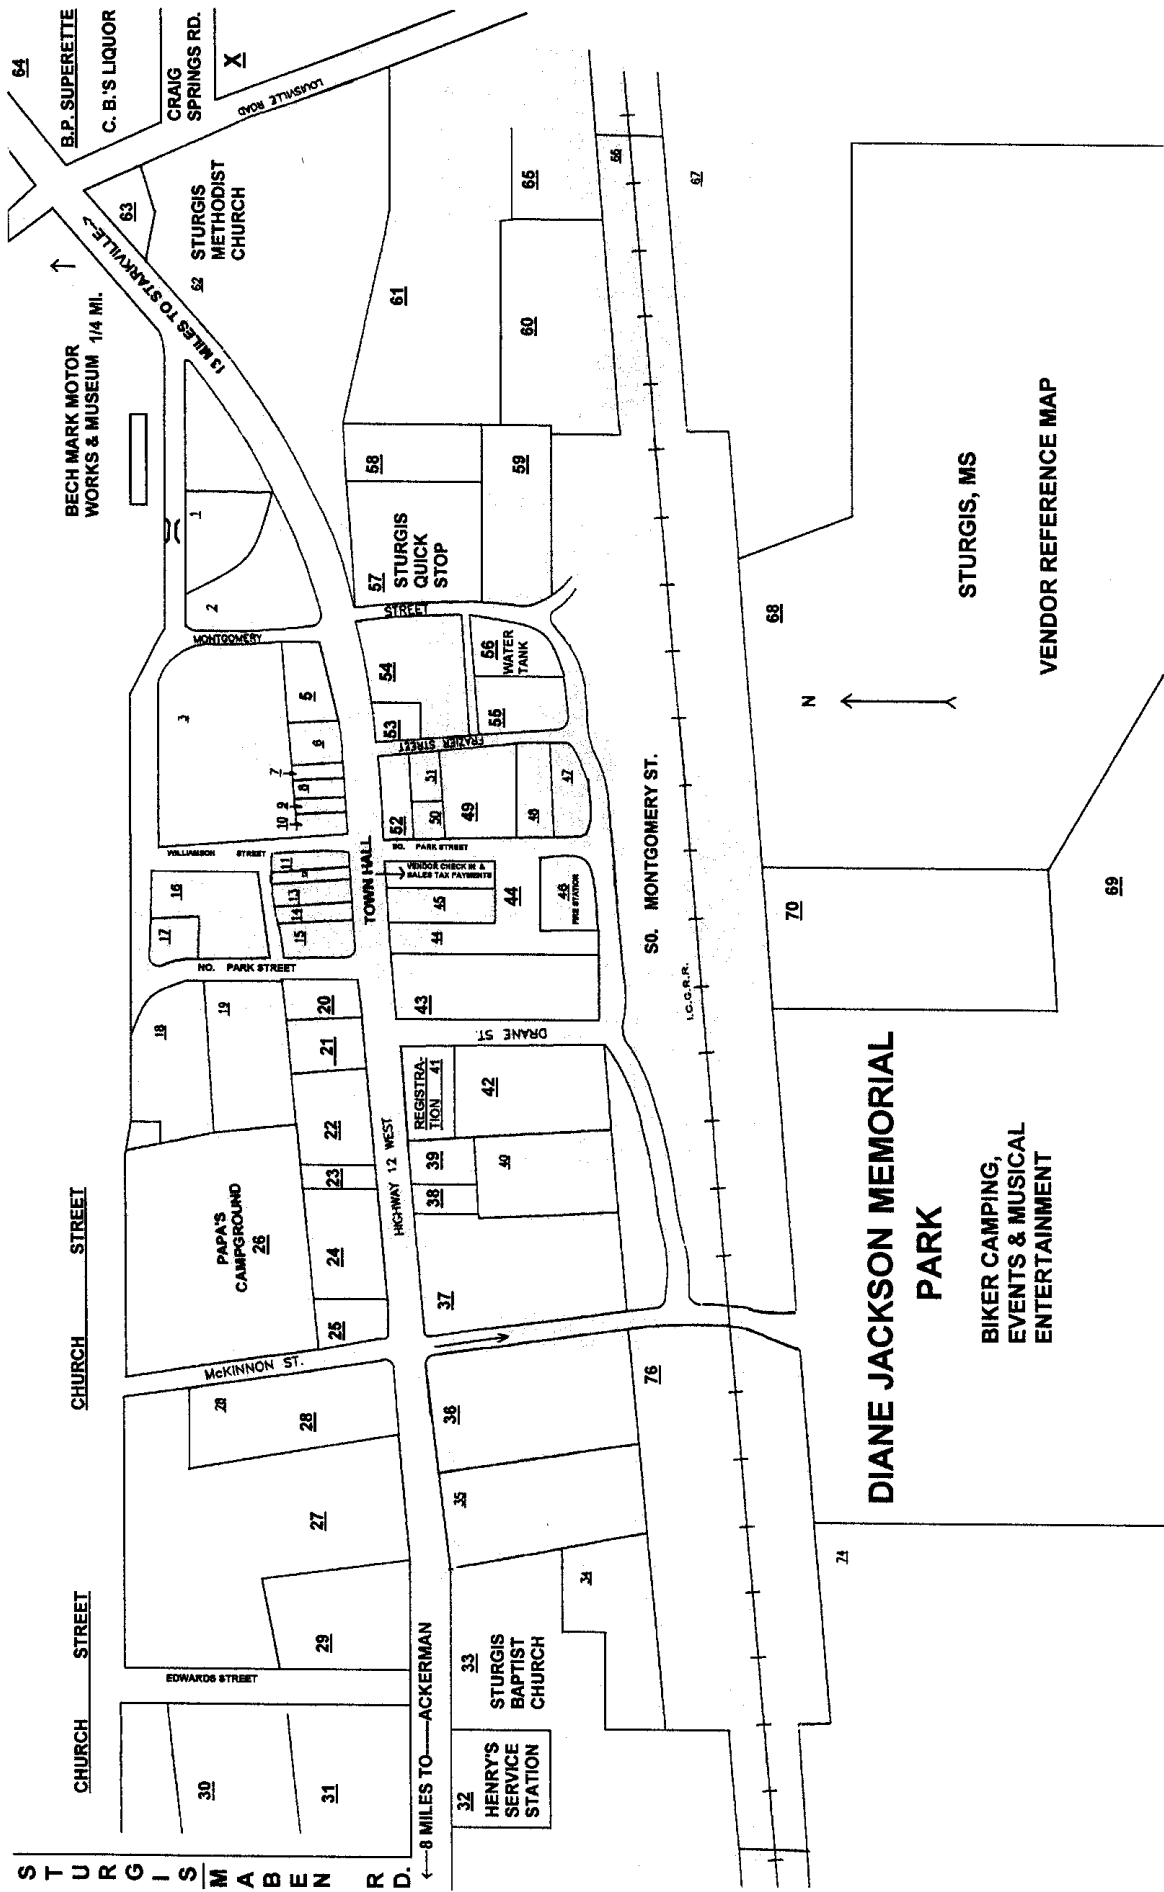 STURGIS MABEN RD.
CHURCH STREET
CHURCH STREET
BECH MARK MOTOR
WORKS & MUSEUM 1/4 MI.
64
B.P. SUPERETTE
C. B.'S LIQUOR
CRAIG
SPRINGS RD.
X
LOUISVILLE ROAD
<--13 MILES TO STARKVILLE-->
63
62
STURGIS
METHODIST
CHURCH
30
31
EDWARDS STREET
29
27
28
28
McKINNON ST.
PAPA'S
CAMPGROUND
26
25
24
23
22
21
20
18
19
NO. PARK STREET
17
16
15
14
13
11
WILLIAMSON STREET
10
9
8
7
6
5
3
MONTGOMERY
2
1
<---8 MILES TO-----ACKERMAN
HIGHWAY 12 WEST
TOWN HALL
32
HENRY'S
SERVICE
STATION
33
STURGIS
BAPTIST
CHURCH
34
35
36
37
38
39
40
REGISTRA-
TION 41
42
DRANE ST.
43
44
45
VENDOR CHECK IN &
SALES TAX PAYMENTS
44
46
FIRE STATION
SO. PARK STREET
52
50
51
49
48
47
FRAZIER STREET
53
54
55
56
WATER
TANK
STREET
57
STURGIS
QUICK
STOP
58
59
60
61
65
66
67
76
SO. MONTGOMERY ST.
I.C.G.R.R.
68
70
69
74
DIANE JACKSON MEMORIAL
PARK
BIKER CAMPING,
EVENTS & MUSICAL
ENTERTAINMENT
N
STURGIS, MS
VENDOR REFERENCE MAP